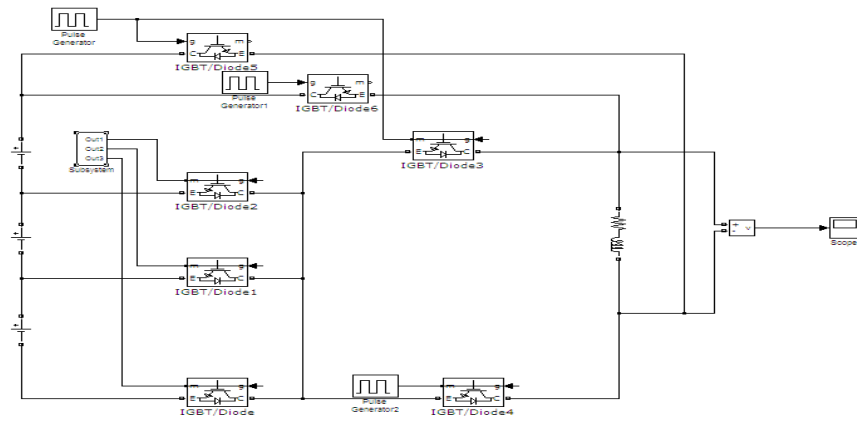 Pulse
Generator
g
m
C
E
IGBT/Diode5
Pulse
Generator1
g
m
C
E
IGBT/Diode6
Out1
Out2
Out3
Subsystem
m
g
E
C
IGBT/Diode3
m
g
E
C
IGBT/Diode2
+
-
v
Scope
m
g
E
C
IGBT/Diode1
m
g
E
C
IGBT/Diode
Pulse
Generator2
m
g
E
C
IGBT/Diode4